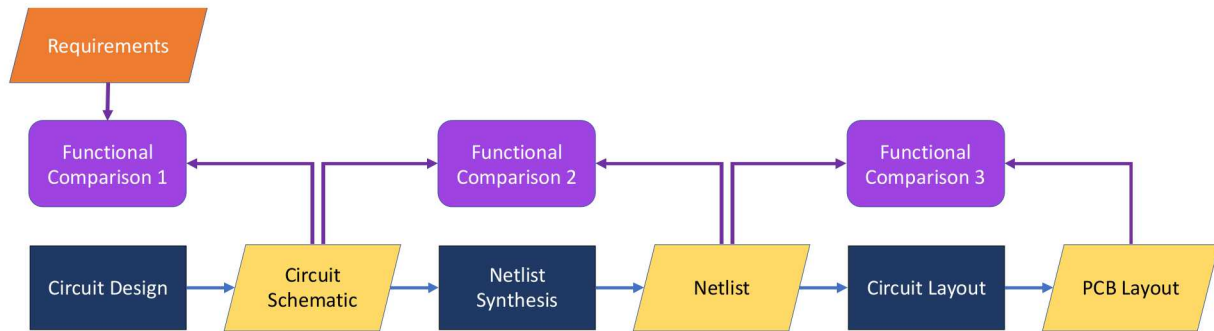 Requirements
Functional
Comparison 1
Functional
Comparison 2
Functional
Comparison 3
Circuit Design
Circuit
Schematic
Netlist
Synthesis
Netlist
Circuit Layout
PCB Layout